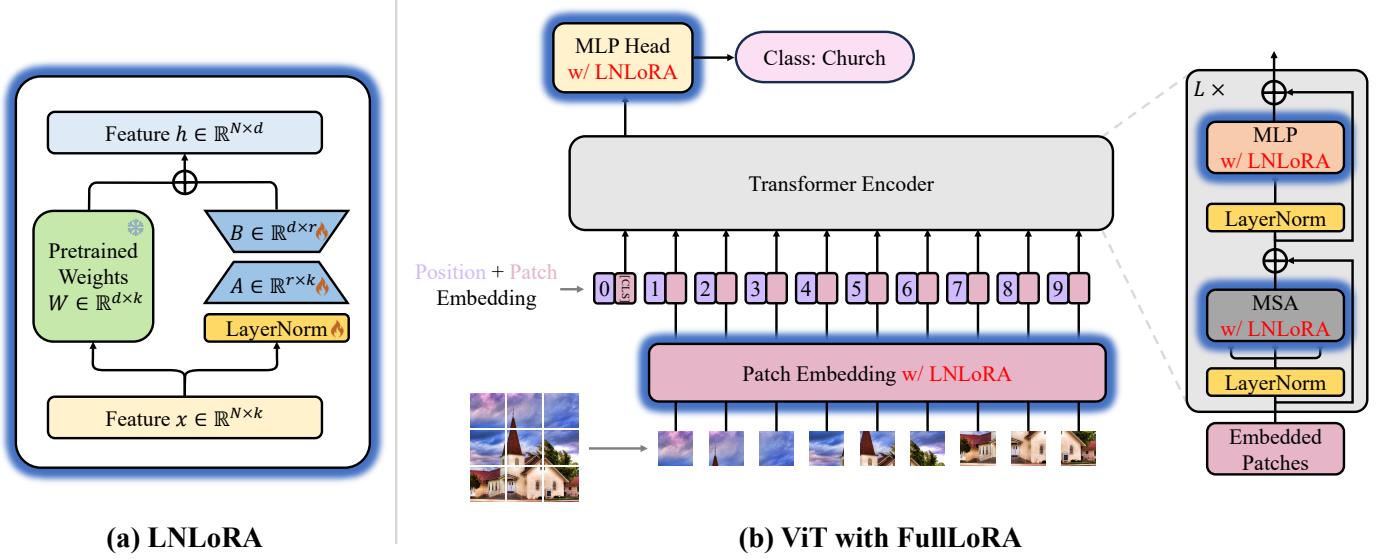 Feature h ∈ ℝ^{N×d}
Pretrained
Weights
W ∈ ℝ^{d×k}
B ∈ ℝ^{d×r}
A ∈ ℝ^{r×k}
LayerNorm
Feature x ∈ ℝ^{N×k}
(a) LNLoRA
MLP Head
w/ LNLoRA
Class: Church
Transformer Encoder
Position + Patch
Embedding
0 [CLS] 1 2 3 4 5 6 7 8 9
Patch Embedding w/ LNLoRA
L ×
MLP
w/ LNLoRA
LayerNorm
MSA
w/ LNLoRA
LayerNorm
Embedded
Patches
(b) ViT with FullLoRA